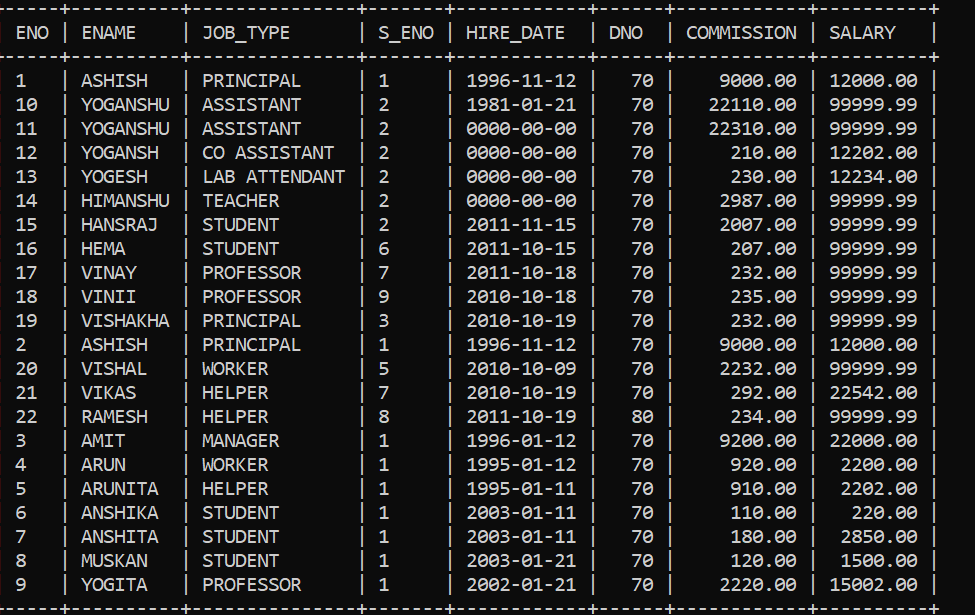 ENO | ENAME | JOB_TYPE | S_ENO | HIRE_DATE | DNO | COMMISSION | SALARY |
1 | ASHISH | PRINCIPAL | 1 | 1996-11-12 | 70 | 9000.00 | 12000.00 |
10 | YOGANSHU | ASSISTANT | 2 | 1981-01-21 | 70 | 22110.00 | 99999.99 |
11 | YOGANSHU | ASSISTANT | 2 | 0000-00-00 | 70 | 22310.00 | 99999.99 |
12 | YOGANSH | CO ASSISTANT | 2 | 0000-00-00 | 70 | 210.00 | 12202.00 |
13 | YOGESH | LAB ATTENDANT | 2 | 0000-00-00 | 70 | 230.00 | 12234.00 |
14 | HIMANSHU | TEACHER | 2 | 0000-00-00 | 70 | 2987.00 | 99999.99 |
15 | HANSRAJ | STUDENT | 2 | 2011-11-15 | 70 | 2007.00 | 99999.99 |
16 | HEMA | STUDENT | 6 | 2011-10-15 | 70 | 207.00 | 99999.99 |
17 | VINAY | PROFESSOR | 7 | 2011-10-18 | 70 | 232.00 | 99999.99 |
18 | VINII | PROFESSOR | 9 | 2010-10-18 | 70 | 235.00 | 99999.99 |
19 | VISHAKHA | PRINCIPAL | 3 | 2010-10-19 | 70 | 232.00 | 99999.99 |
2 | ASHISH | PRINCIPAL | 1 | 1996-11-12 | 70 | 9000.00 | 12000.00 |
20 | VISHAL | WORKER | 5 | 2010-10-09 | 70 | 2232.00 | 99999.99 |
21 | VIKAS | HELPER | 7 | 2010-10-19 | 70 | 292.00 | 22542.00 |
22 | RAMESH | HELPER | 8 | 2011-10-19 | 80 | 234.00 | 99999.99 |
3 | AMIT | MANAGER | 1 | 1996-01-12 | 70 | 9200.00 | 22000.00 |
4 | ARUN | WORKER | 1 | 1995-01-12 | 70 | 920.00 | 2200.00 |
5 | ARUNITA | HELPER | 1 | 1995-01-11 | 70 | 910.00 | 2202.00 |
6 | ANSHIKA | STUDENT | 1 | 2003-01-11 | 70 | 110.00 | 220.00 |
7 | ANSHITA | STUDENT | 1 | 2003-01-11 | 70 | 180.00 | 2850.00 |
8 | MUSKAN | STUDENT | 1 | 2003-01-21 | 70 | 120.00 | 1500.00 |
9 | YOGITA | PROFESSOR | 1 | 2002-01-21 | 70 | 2220.00 | 15002.00 |